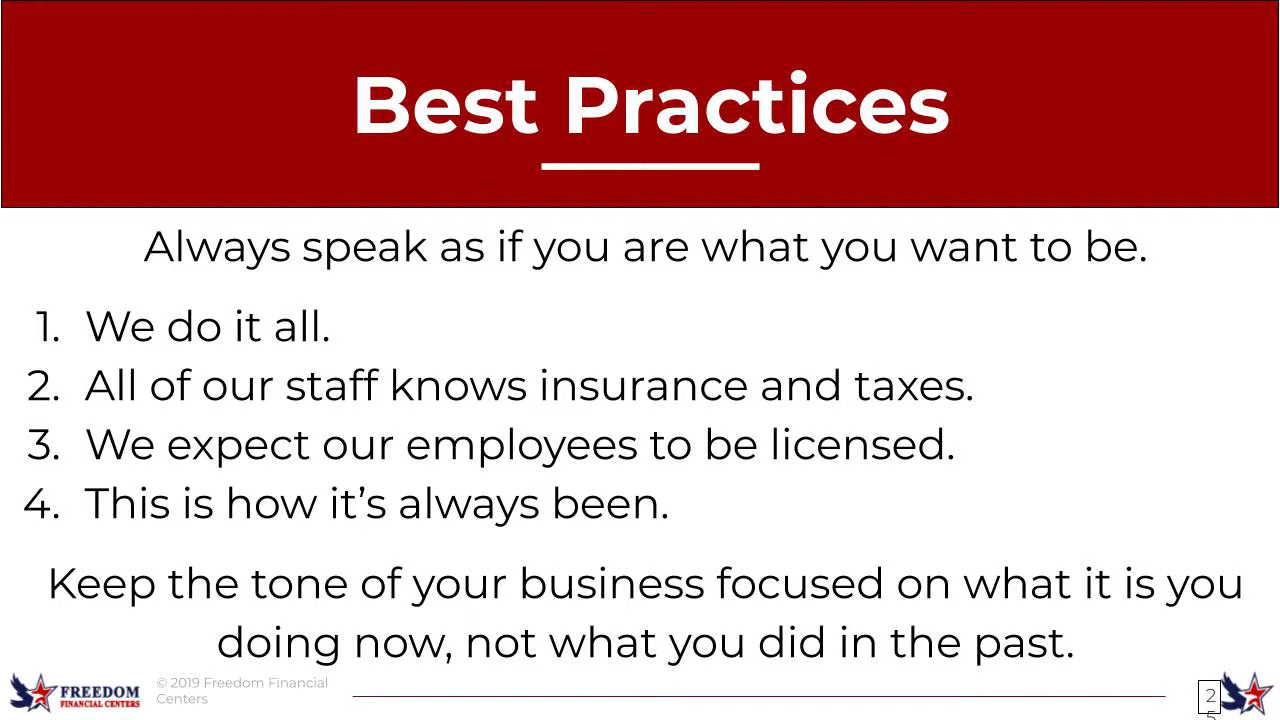 Best Practices
Always speak as if you are what you want to be.
1. We do it all.
2. All of our staff knows insurance and taxes.
3. We expect our employees to be licensed.
4. This is how it’s always been.
Keep the tone of your business focused on what it is you
doing now, not what you did in the past.
FREEDOM
FINANCIAL CENTERS
© 2019 Freedom Financial
Centers
2
5